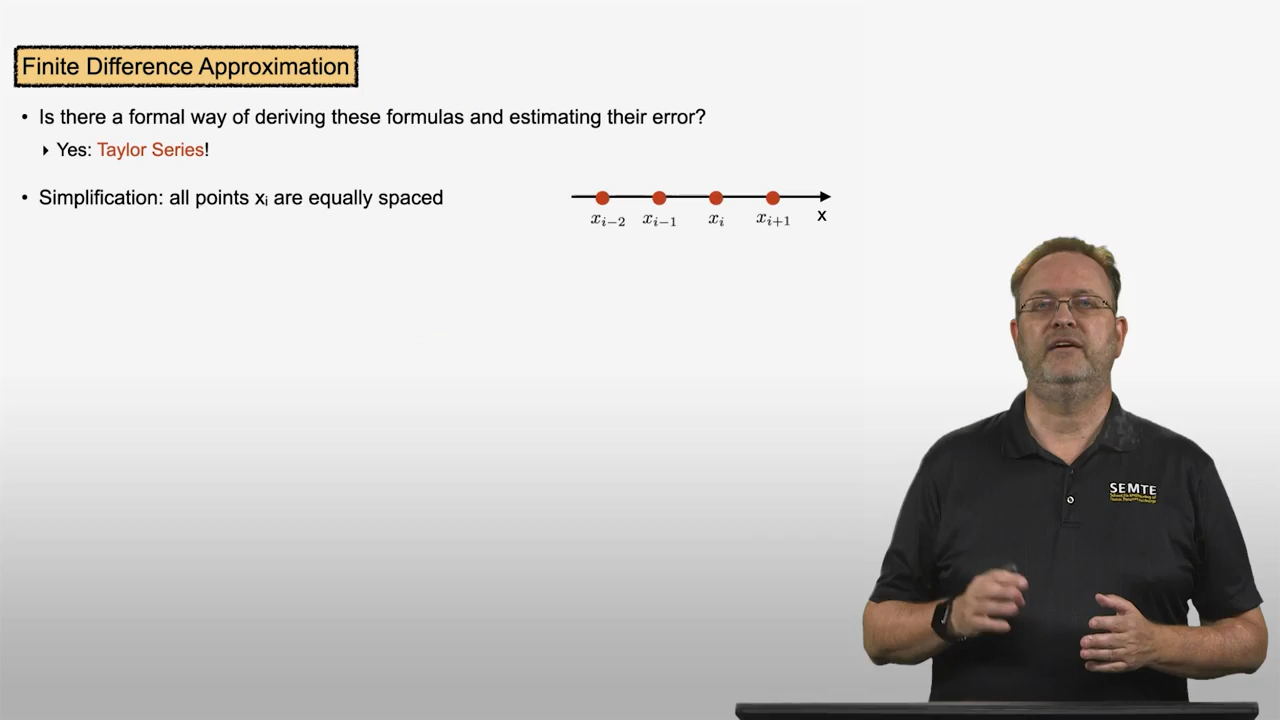 Finite Difference Approximation
• Is there a formal way of deriving these formulas and estimating their error?
‣ Yes: Taylor Series!
• Simplification: all points xᵢ are equally spaced
xᵢ₋₂ xᵢ₋₁ xᵢ xᵢ₊₁ x
SEMTE